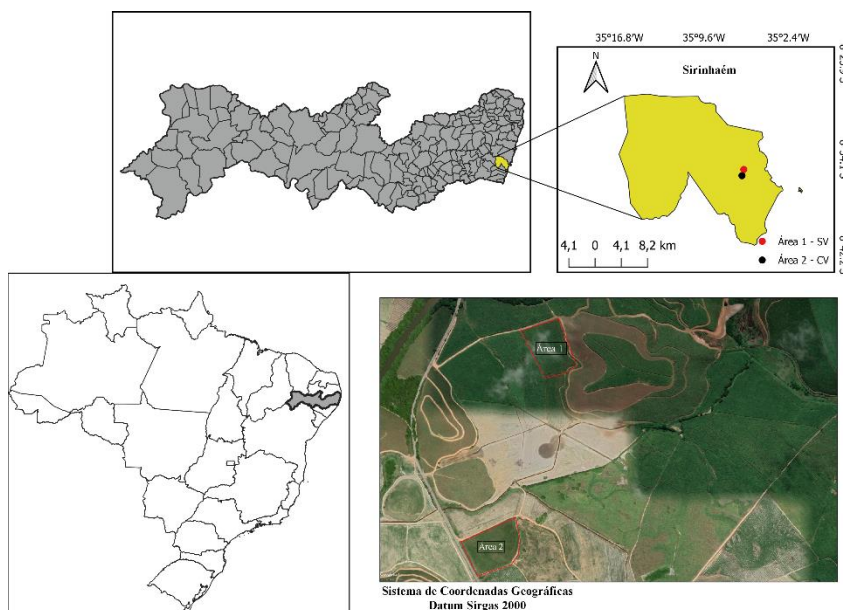 35°16.8'W 35°9.6'W 35°2.4'W
N
Sirinhaém
4,1 0 4,1 8,2 km
Área 1 - SV
Área 2 - CV
Área 1
Área 2
Sistema de Coordenadas Geográficas
Datum Sirgas 2000